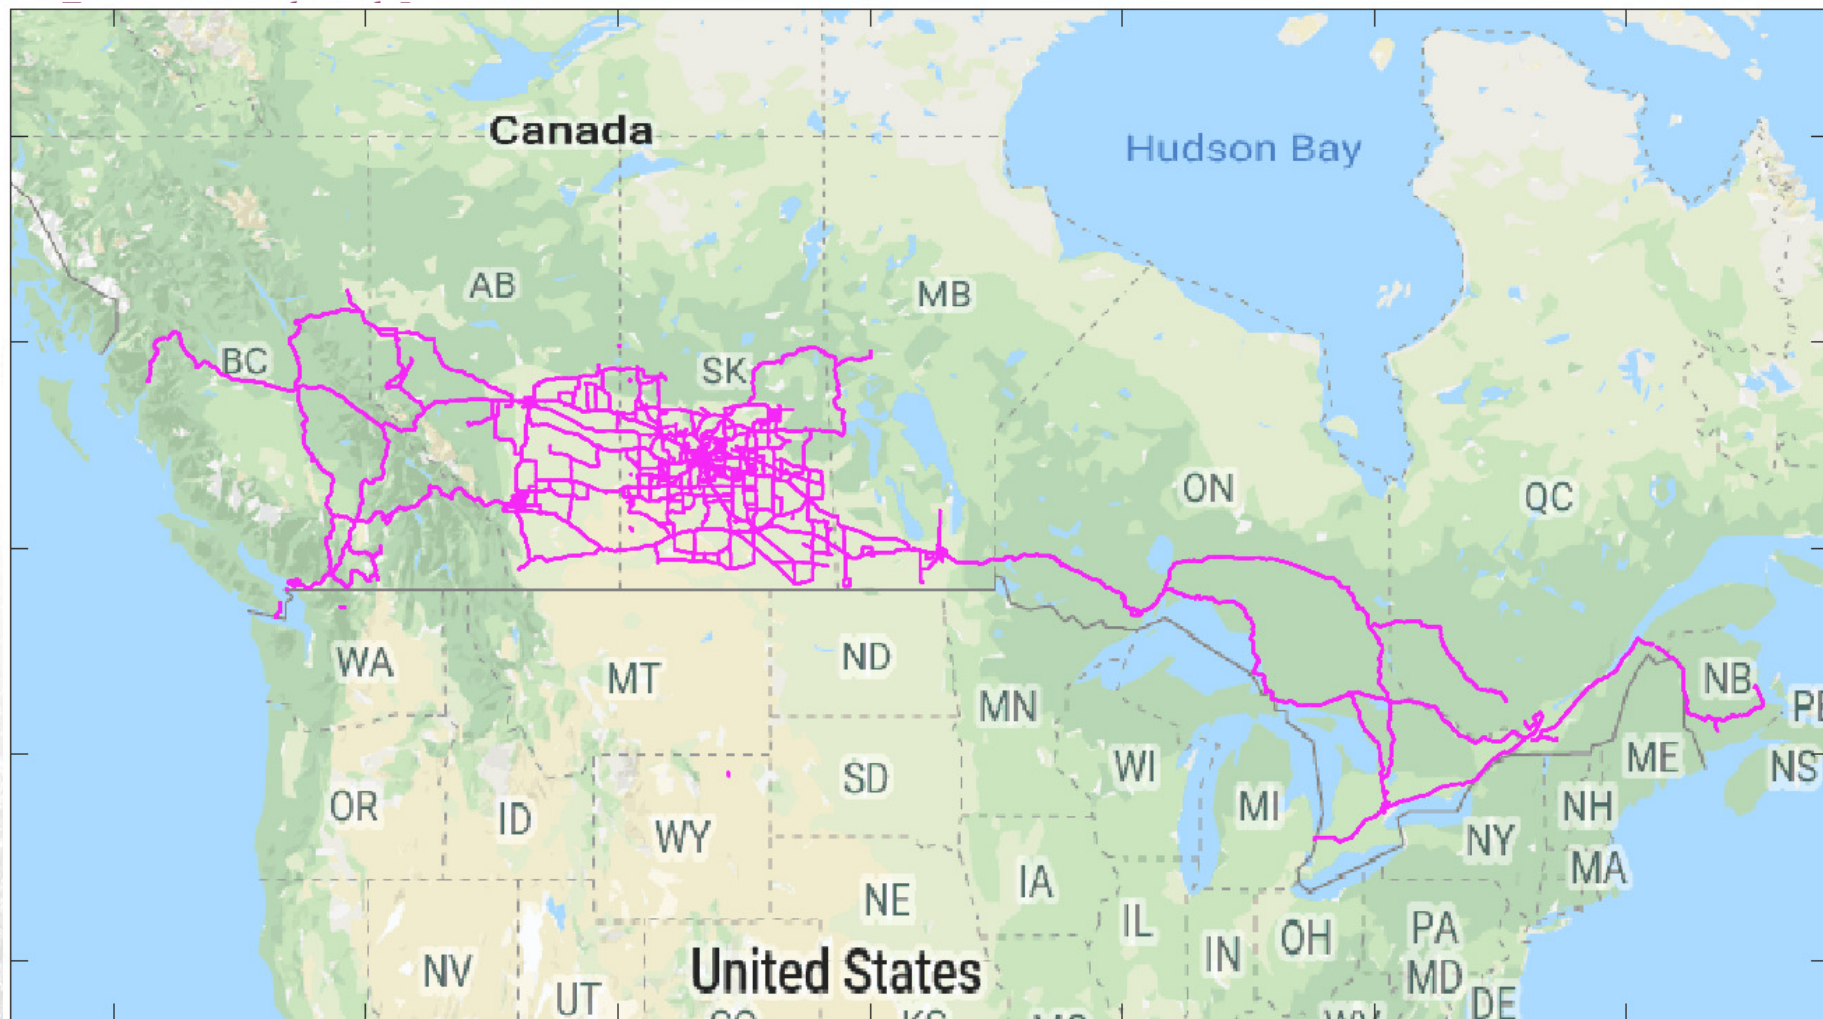 Canada
Hudson Bay
AB
MB
BC
SK
ON
QC
WA
MT
ND
MN
NB
PE
OR
ID
SD
WI
ME
NS
WY
MI
NH
NY
IA
MA
NE
IL
OH
PA
NV
United States
IN
MD
UT
DE